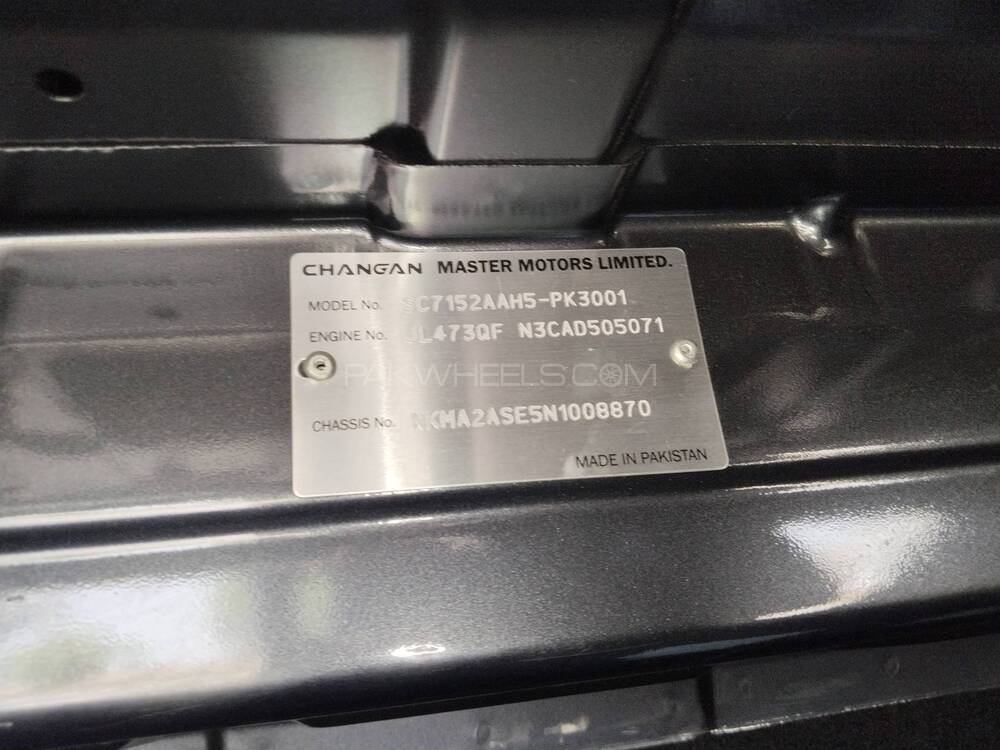 CHANGAN MASTER MOTORS LIMITED.
MODEL No. SC7152AAH5-PK3001
ENGINE No. JL473QF N3CAD505071
PAKWHEELS.COM
CHASSIS No. MA2ASE5N1008870
MADE IN PAKISTAN